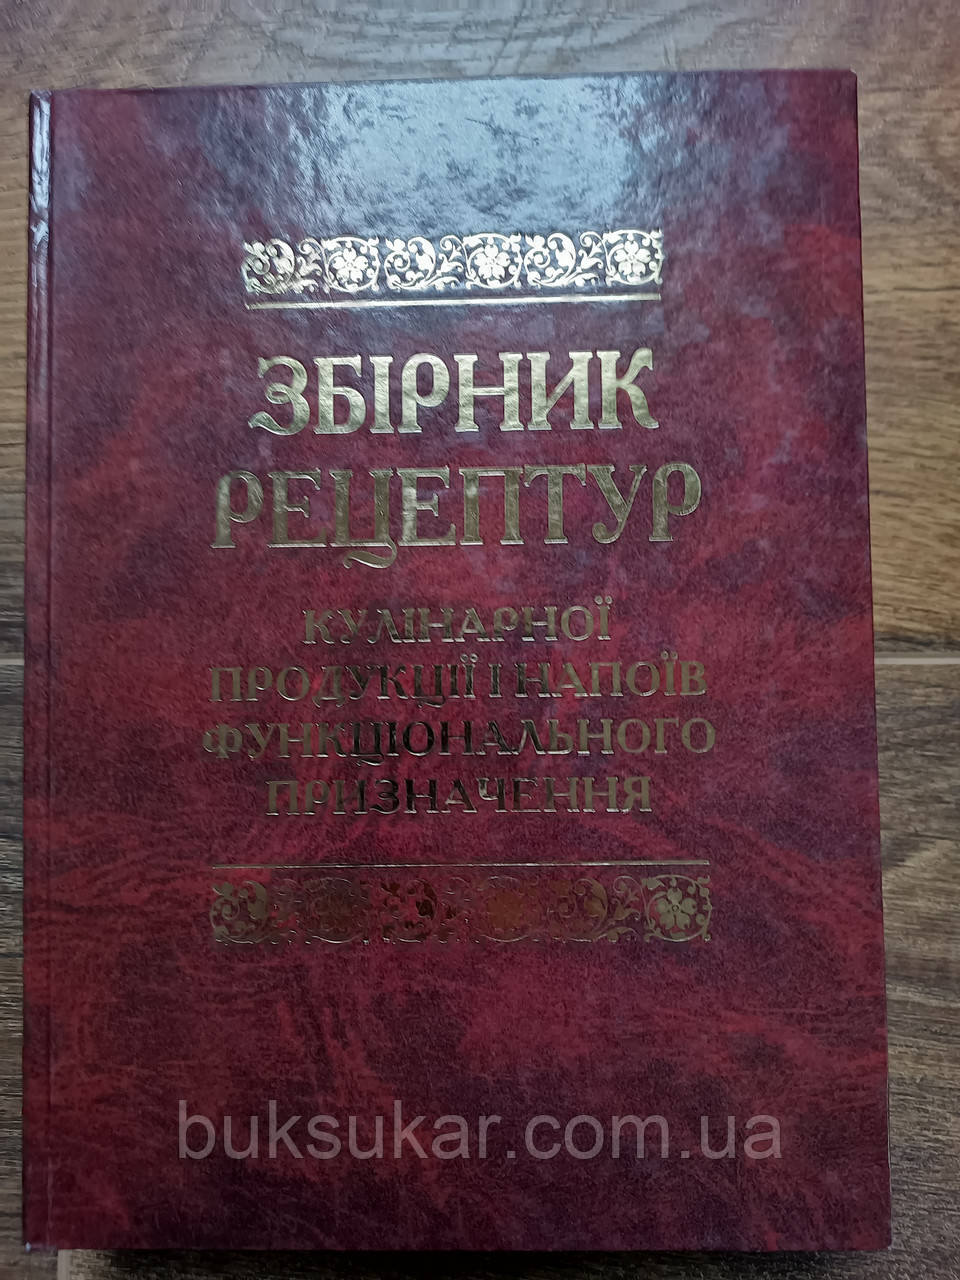 ЗБІРНИК
РЕЦЕПТУР
КУЛІНАРНОЇ
ПРОДУКЦІЇ І НАПОЇВ
ФУНКЦІОНАЛЬНОГО
ПРИЗНАЧЕННЯ
buksukar.com.ua